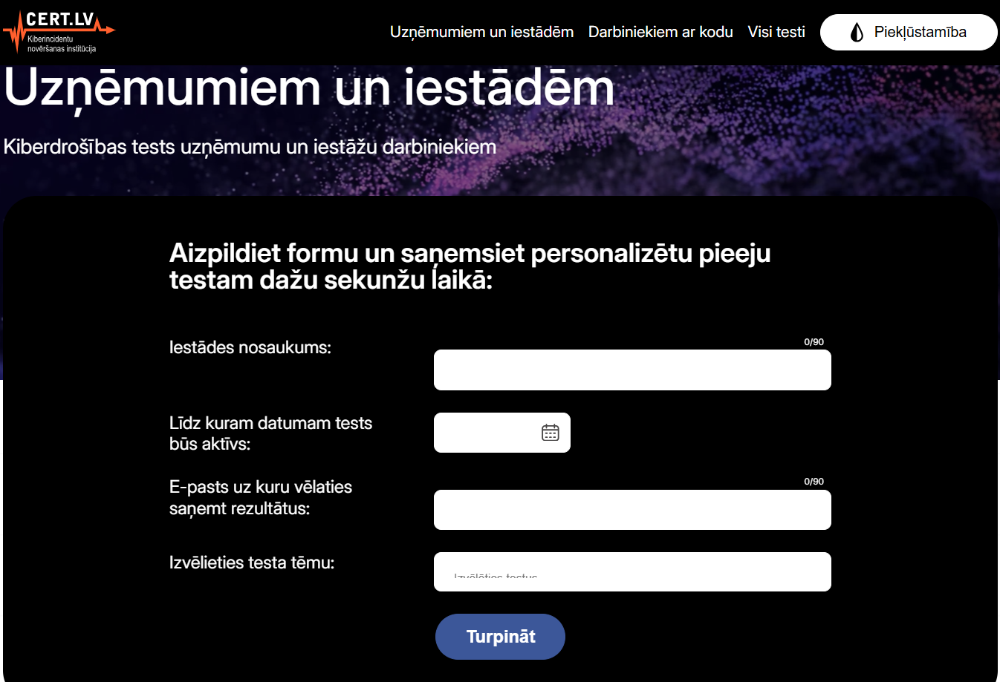 CERT.LV
Kiberincidentu
novēršanas institūcija
Uzņēmumiem un iestādēm
Darbiniekiem ar kodu
Visi testi
Piekļūstamība
Uzņēmumiem un iestādēm
Kiberdrošības tests uzņēmumu un iestāžu darbiniekiem
Aizpildiet formu un saņemsiet personalizētu pieeju
testam dažu sekunžu laikā:
Iestādes nosaukums:
0/90
Līdz kuram datumam tests
būs aktīvs:
E-pasts uz kuru vēlaties
saņemt rezultātus:
0/90
Izvēlieties testa tēmu:
Izvēlēties testus
Turpināt